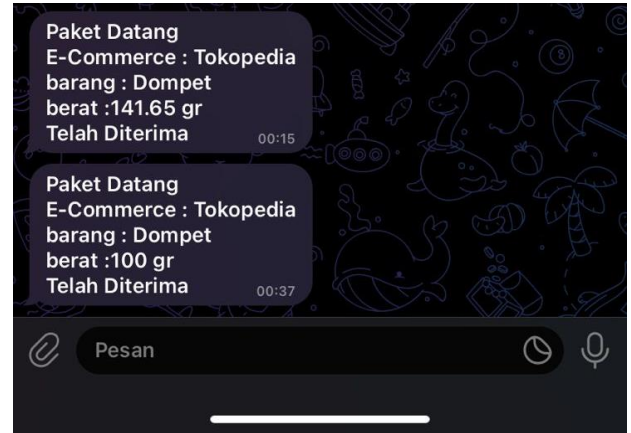 Paket Datang
E-Commerce : Tokopedia
barang : Dompet
berat :141.65 gr
Telah Diterima
00:15
Paket Datang
E-Commerce : Tokopedia
barang : Dompet
berat :100 gr
Telah Diterima
00:37
Pesan